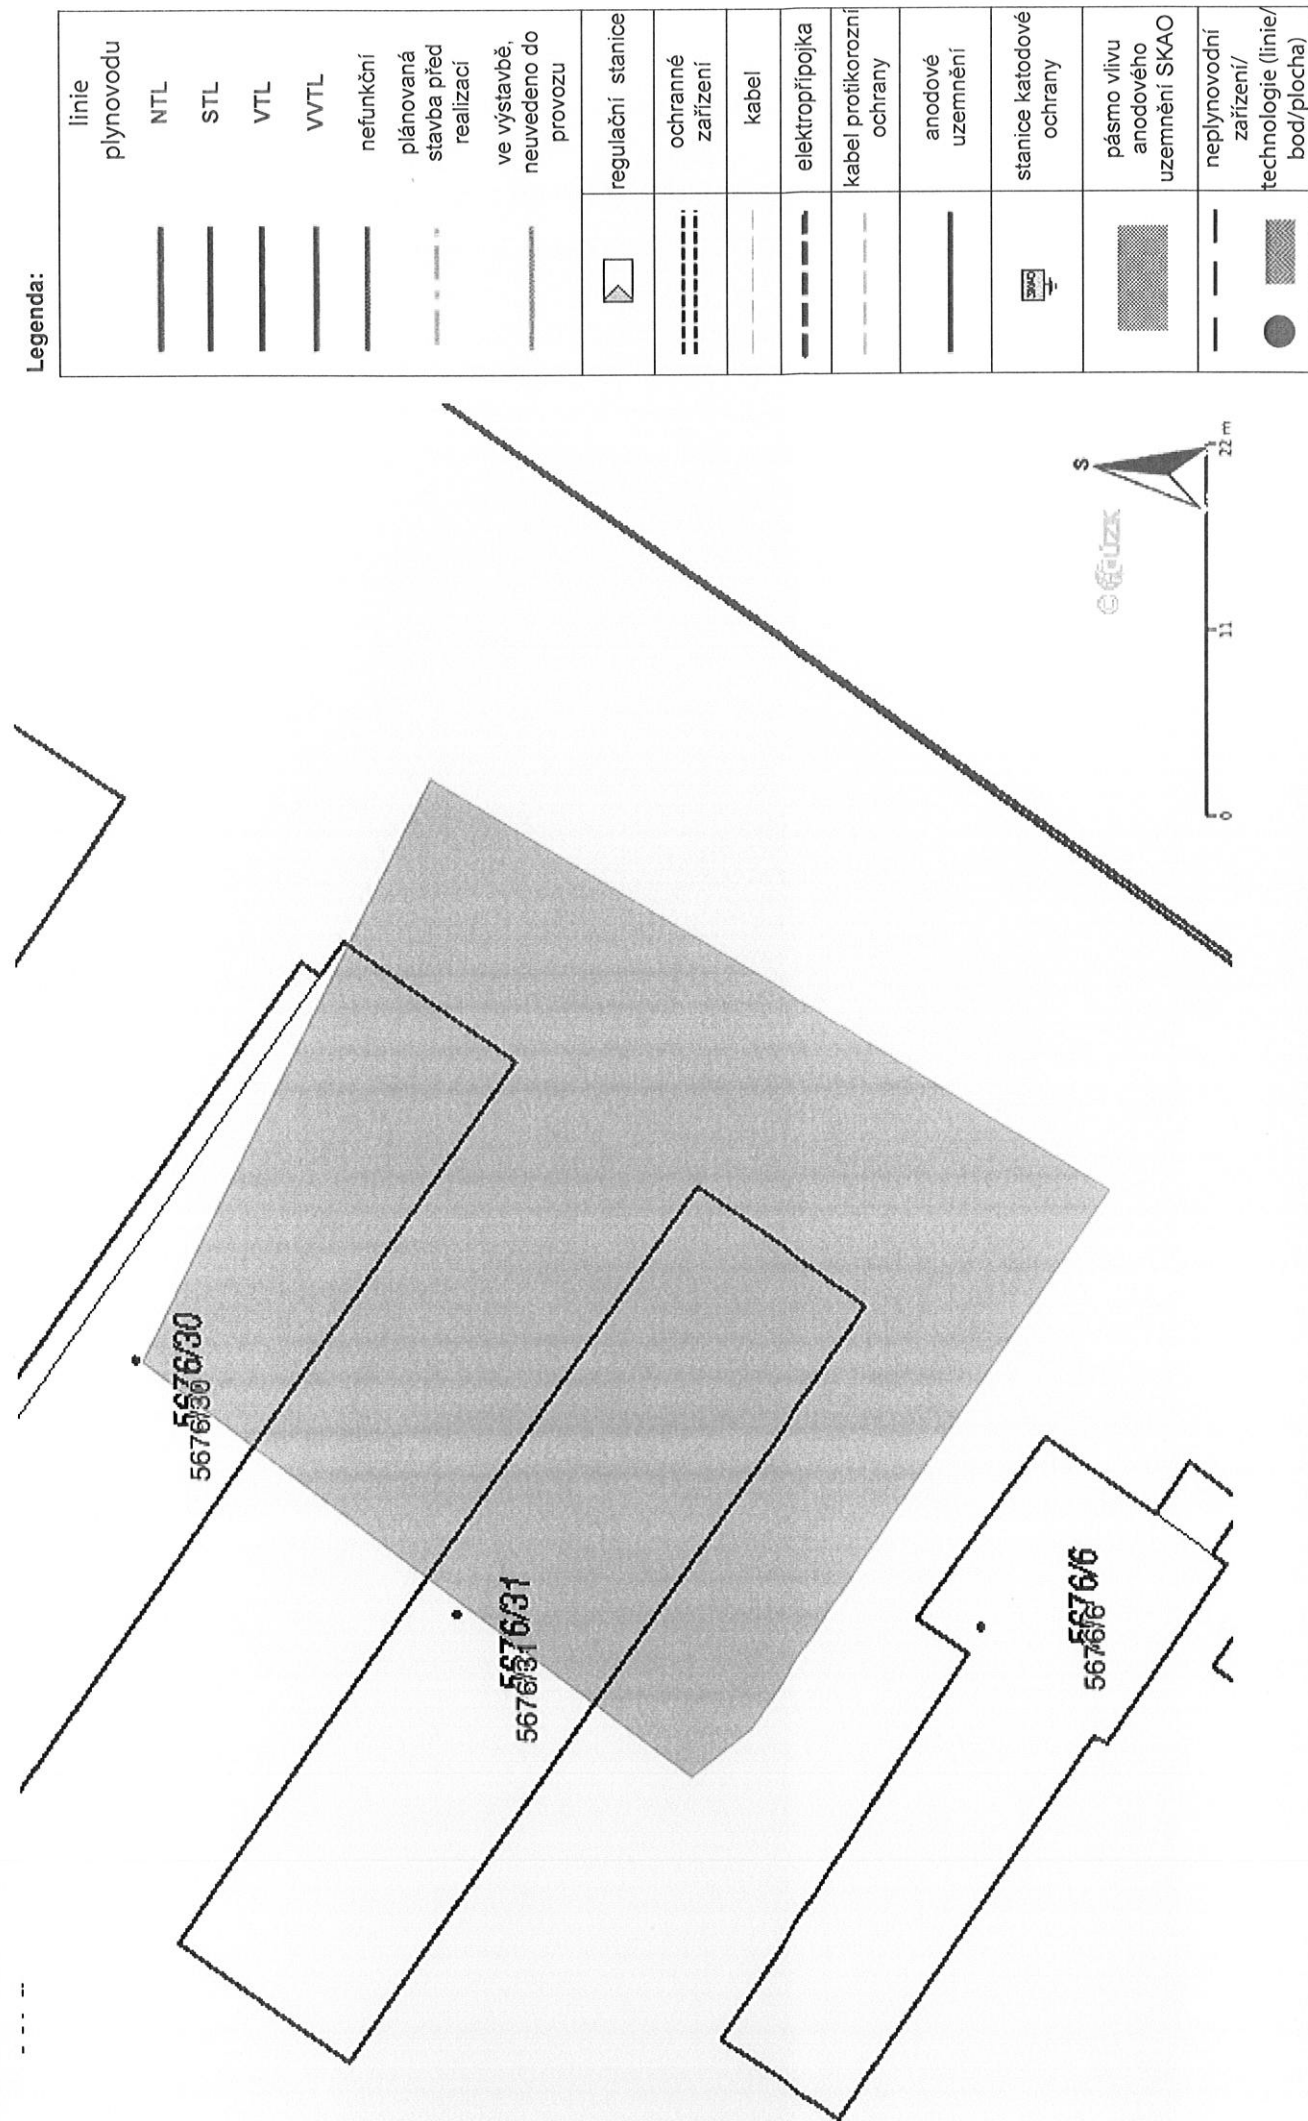 Legenda:
linie
plynovodu
NTL
STL
VTL
VVTL
nefunkční
plánovaná
stavba před
realizací
ve výstavbě,
neuvedeno do
provozu
regulační stanice
ochranné
zařízení
kabel
elektropřípojka
kabel protikorozní
ochrany
anodové
uzemnění
SKAO
stanice katodové
ochrany
pásmo vlivu
anodového
uzemnění SKAO
neplynovodní
zařízení/
technologie (linie/
bod/plocha)
5676/30
5676/30
5676/31
5676/31
5676/6
5676/6
S
©
ČÚZK
0
11
22 m